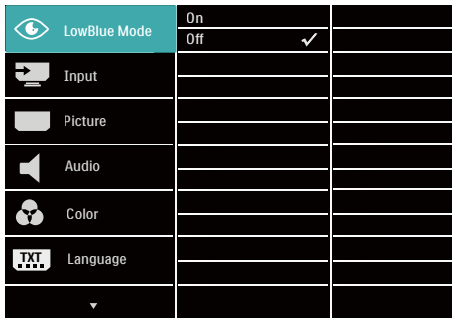 LowBlue Mode
On
Off
Input
Picture
Audio
Color
TXT
Language